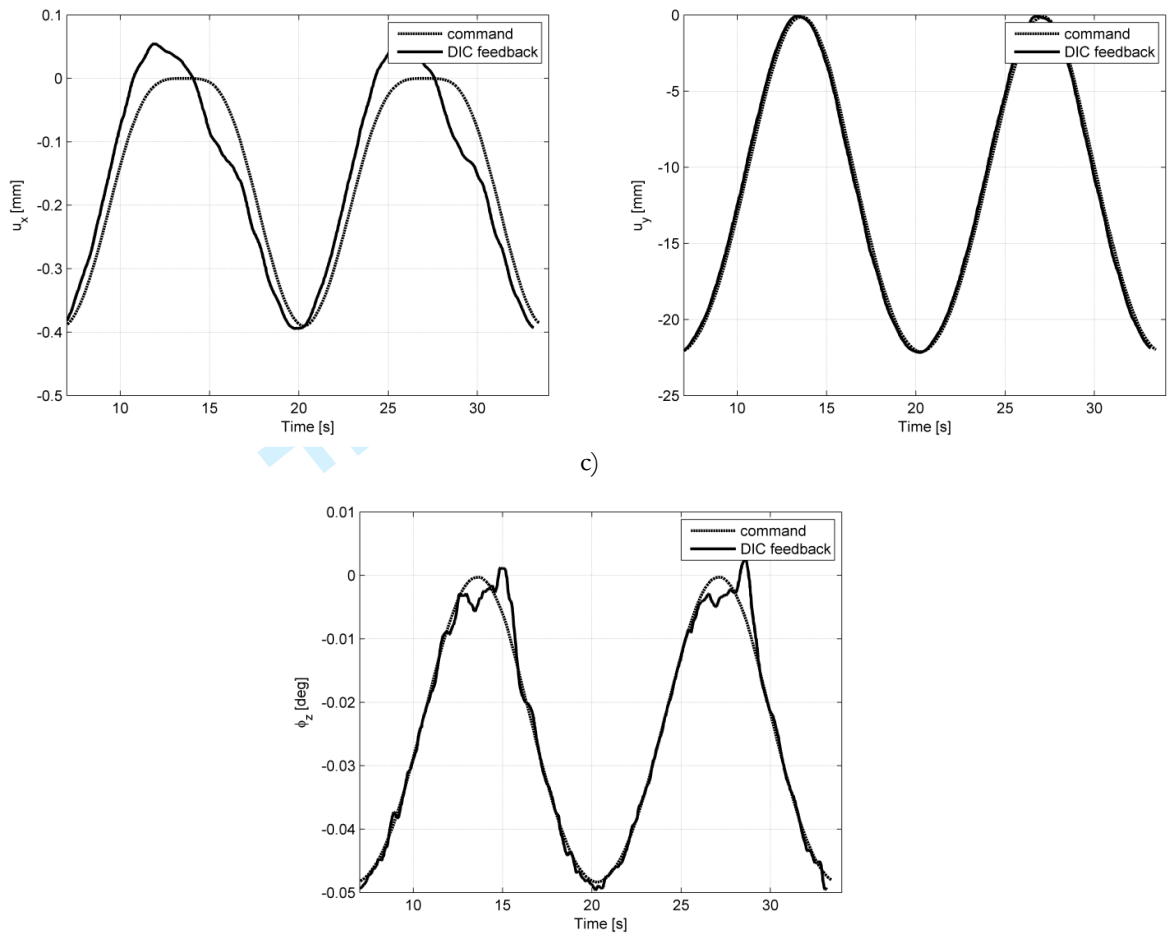 0.1
0
-0.1
-0.2
-0.3
-0.4
-0.5
u_x [mm]
10 15 20 25 30
Time [s]
command
DIC feedback
0
-5
-10
-15
-20
-25
u_y [mm]
10 15 20 25 30
Time [s]
command
DIC feedback
c)
0.01
0
-0.01
-0.02
-0.03
-0.04
-0.05
ϕ_z [deg]
10 15 20 25 30
Time [s]
command
DIC feedback